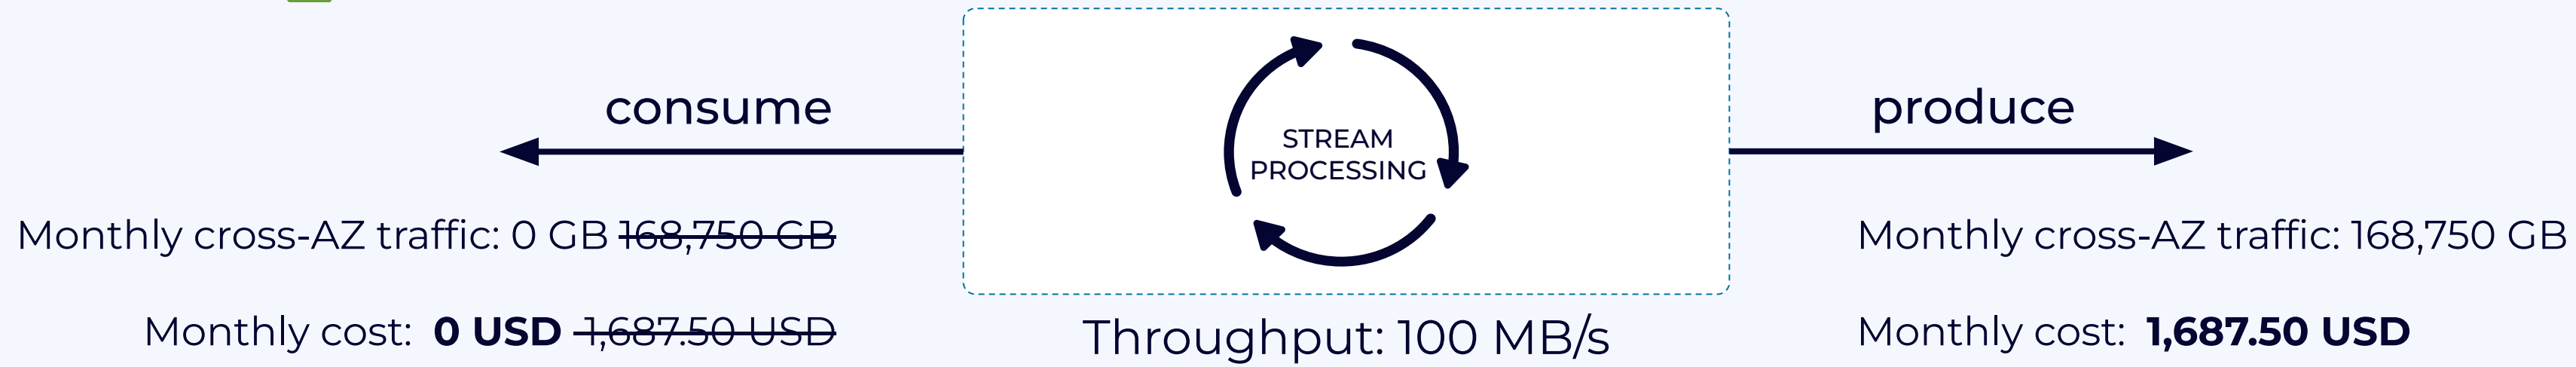 consume
produce
STREAM
PROCESSING
Monthly cross-AZ traffic: 0 GB 168,750 GB
Monthly cross-AZ traffic: 168,750 GB
Monthly cost: 0 USD 1,687.50 USD
Throughput: 100 MB/s
Monthly cost: 1,687.50 USD